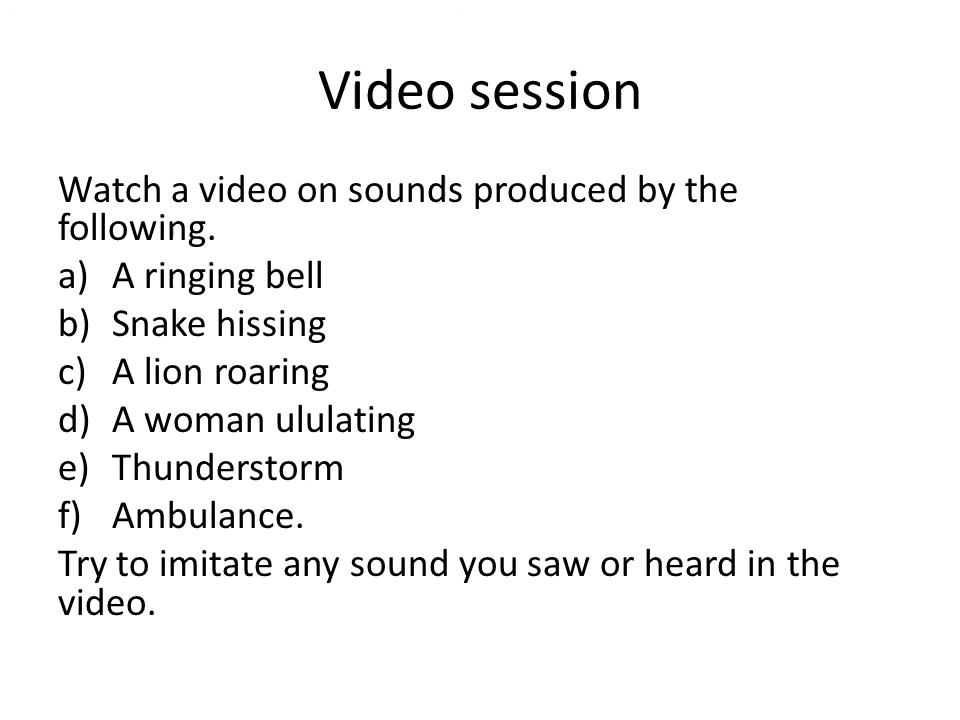 Video session
Watch a video on sounds produced by the
following.
a) A ringing bell
b) Snake hissing
c) A lion roaring
d) A woman ululating
e) Thunderstorm
f) Ambulance.
Try to imitate any sound you saw or heard in the
video.